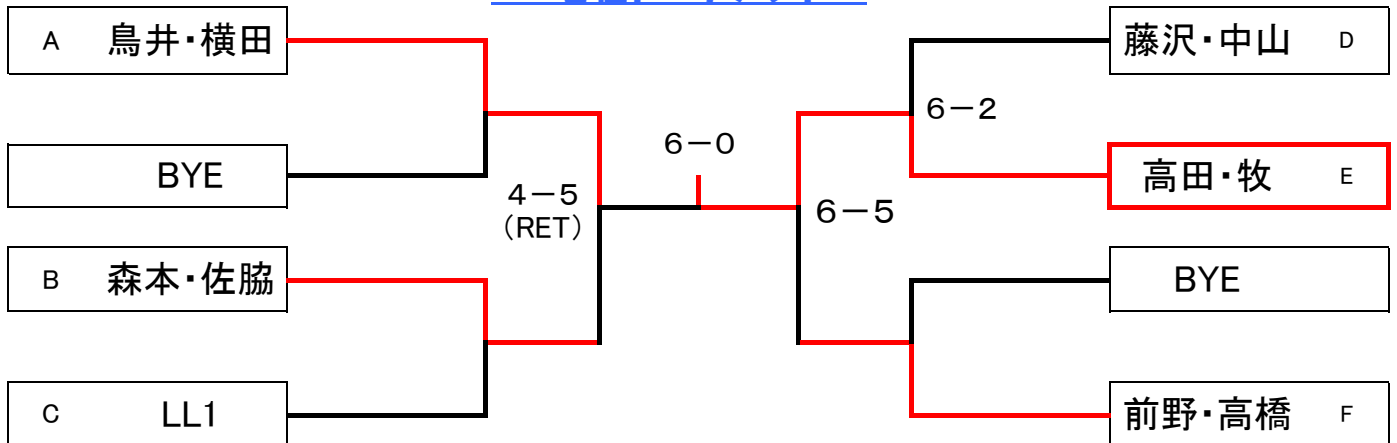 A 鳥井・横田
BYE
B 森本・佐脇
C LL1
4－5
(RET)
6－0
6－5
6－2
藤沢・中山 D
高田・牧 E
BYE
前野・高橋 F